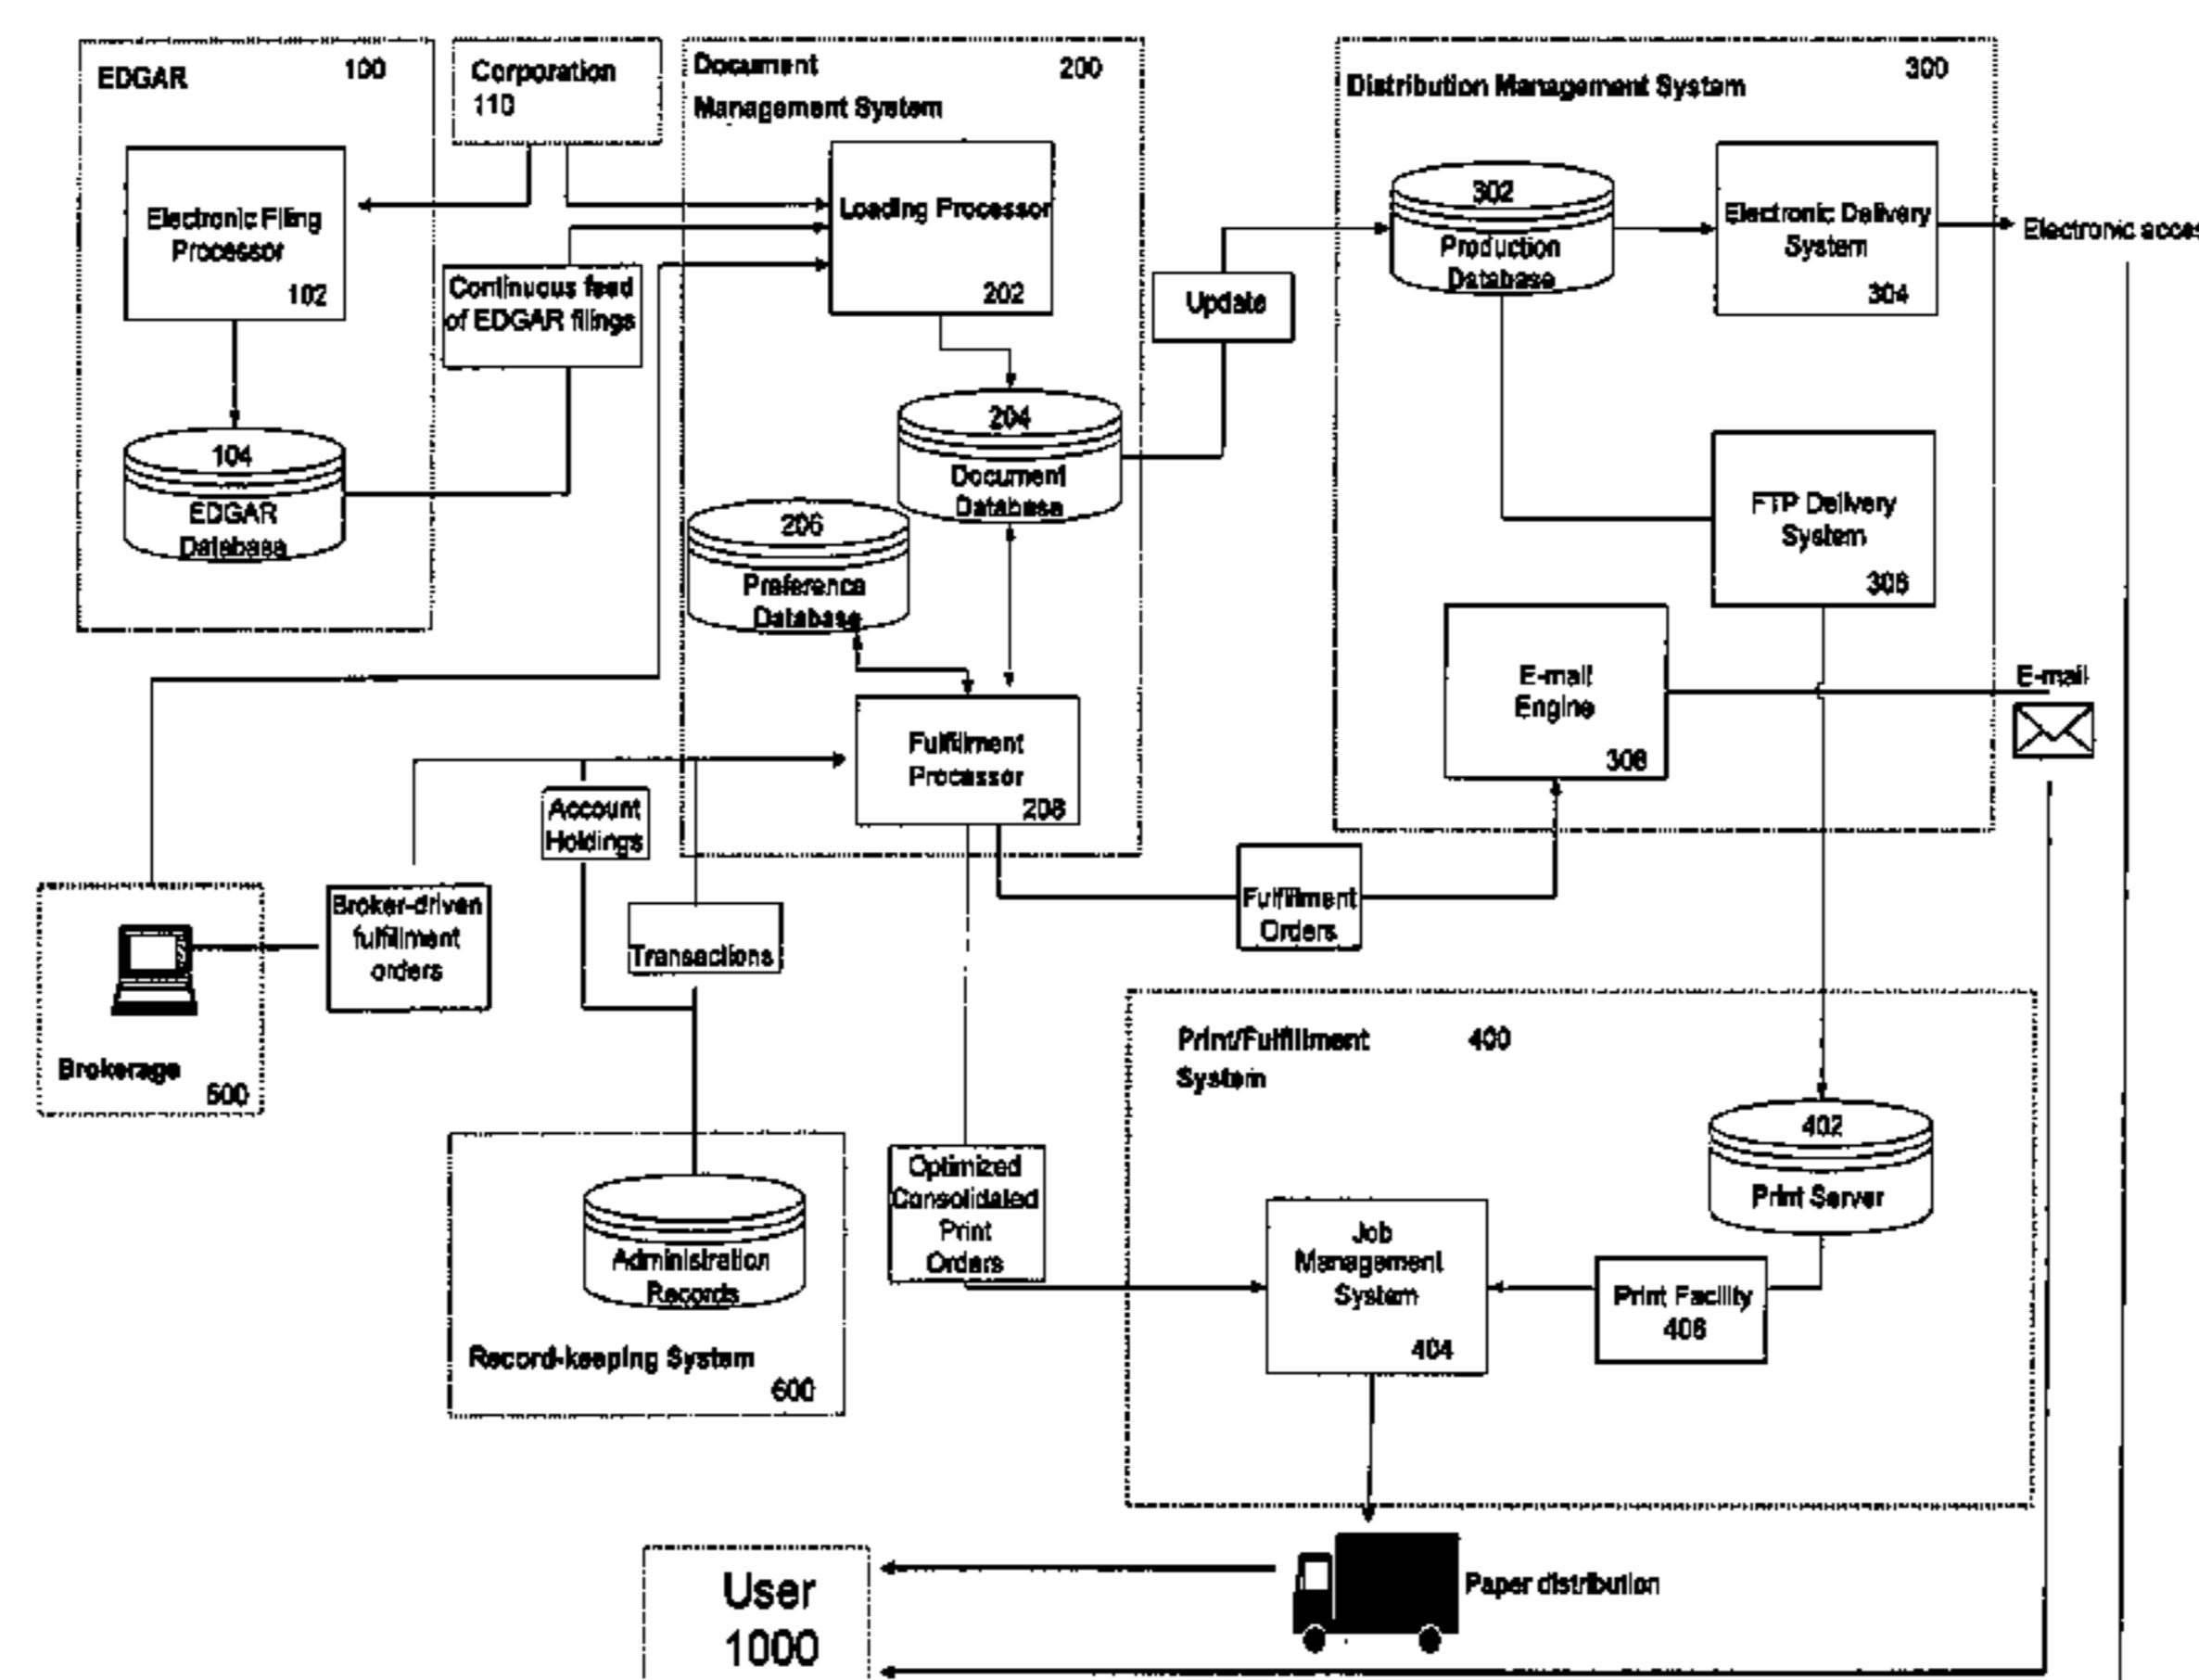 EDGAR 100
Electronic Filing
Processor
102
104
EDGAR
Database
Corporation
110
Continuous feed
of EDGAR filings
Document 200
Management System
Loading Processor
202
204
Document
Database
206
Preference
Database
Fulfillment
Processor
208
Update
Distribution Management System 300
302
Production
Database
Electronic Delivery
System
304
Electronic acces
FTP Delivery
System
306
E-mail
Engine
308
E-mail
Account
Holdings
Broker-driven
fulfillment
orders
Transactions
Fulfillment
Orders
Brokerage
500
Print/Fulfillment 400
System
402
Print Server
Optimized
Consolidated
Print
Orders
Job
Management
System
404
Print Facility
406
Administration
Records
Record-keeping System
600
User
1000
Paper distribution